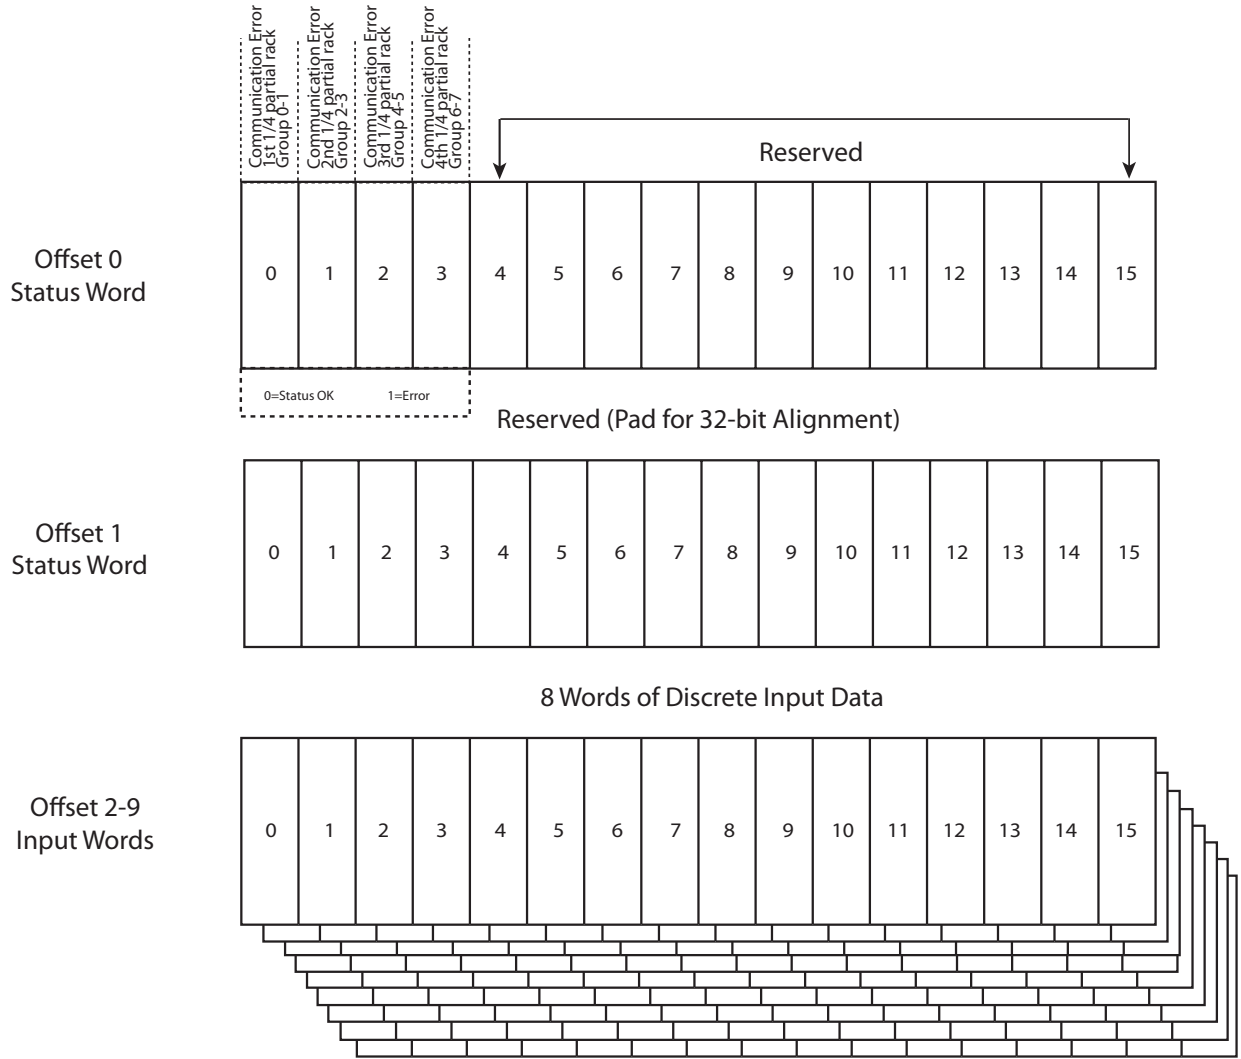 Communication Error
1st 1/4 partial rack
Group 0-1
Communication Error
2nd 1/4 partial rack
Group 2-3
Communication Error
3rd 1/4 partial rack
Group 4-5
Communication Error
4th 1/4 partial rack
Group 6-7
Reserved
Offset 0
Status Word
0 1 2 3 4 5 6 7 8 9 10 11 12 13 14 15
0=Status OK 1=Error
Reserved (Pad for 32-bit Alignment)
Offset 1
Status Word
0 1 2 3 4 5 6 7 8 9 10 11 12 13 14 15
8 Words of Discrete Input Data
Offset 2-9
Input Words
0 1 2 3 4 5 6 7 8 9 10 11 12 13 14 15